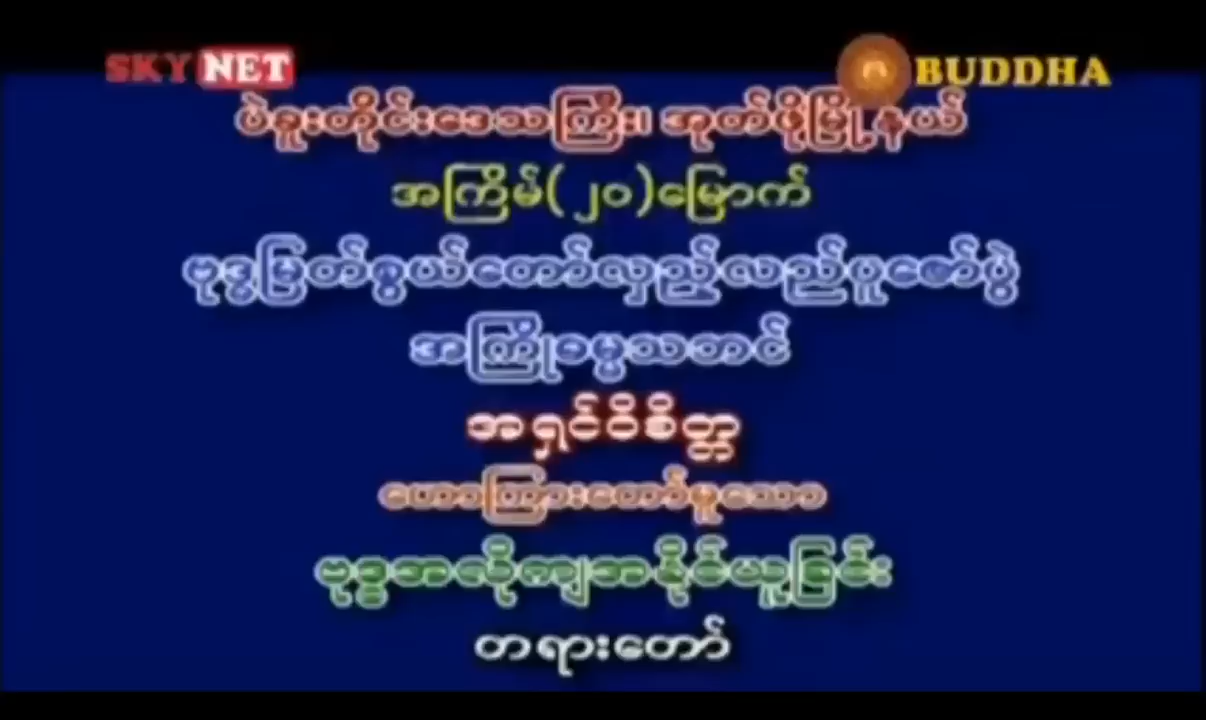 SKY NET
BUDDHA
ပဲခူးတိုင်းဒေသကြီး၊ အုတ်ဖိုမြို့နယ်
အကြိမ်(၂၀)မြောက်
ဗုဒ္ဓမြတ်စွယ်တော်လှည့်လည်ပူဇော်ပွဲ
အကြိုဓမ္မသဘင်
အရှင်ဝိစိတ္တ
ဟောကြားတော်မူသော
ဗုဒ္ဓအလိုကျအနိုင်ယူခြင်း
တရားတော်